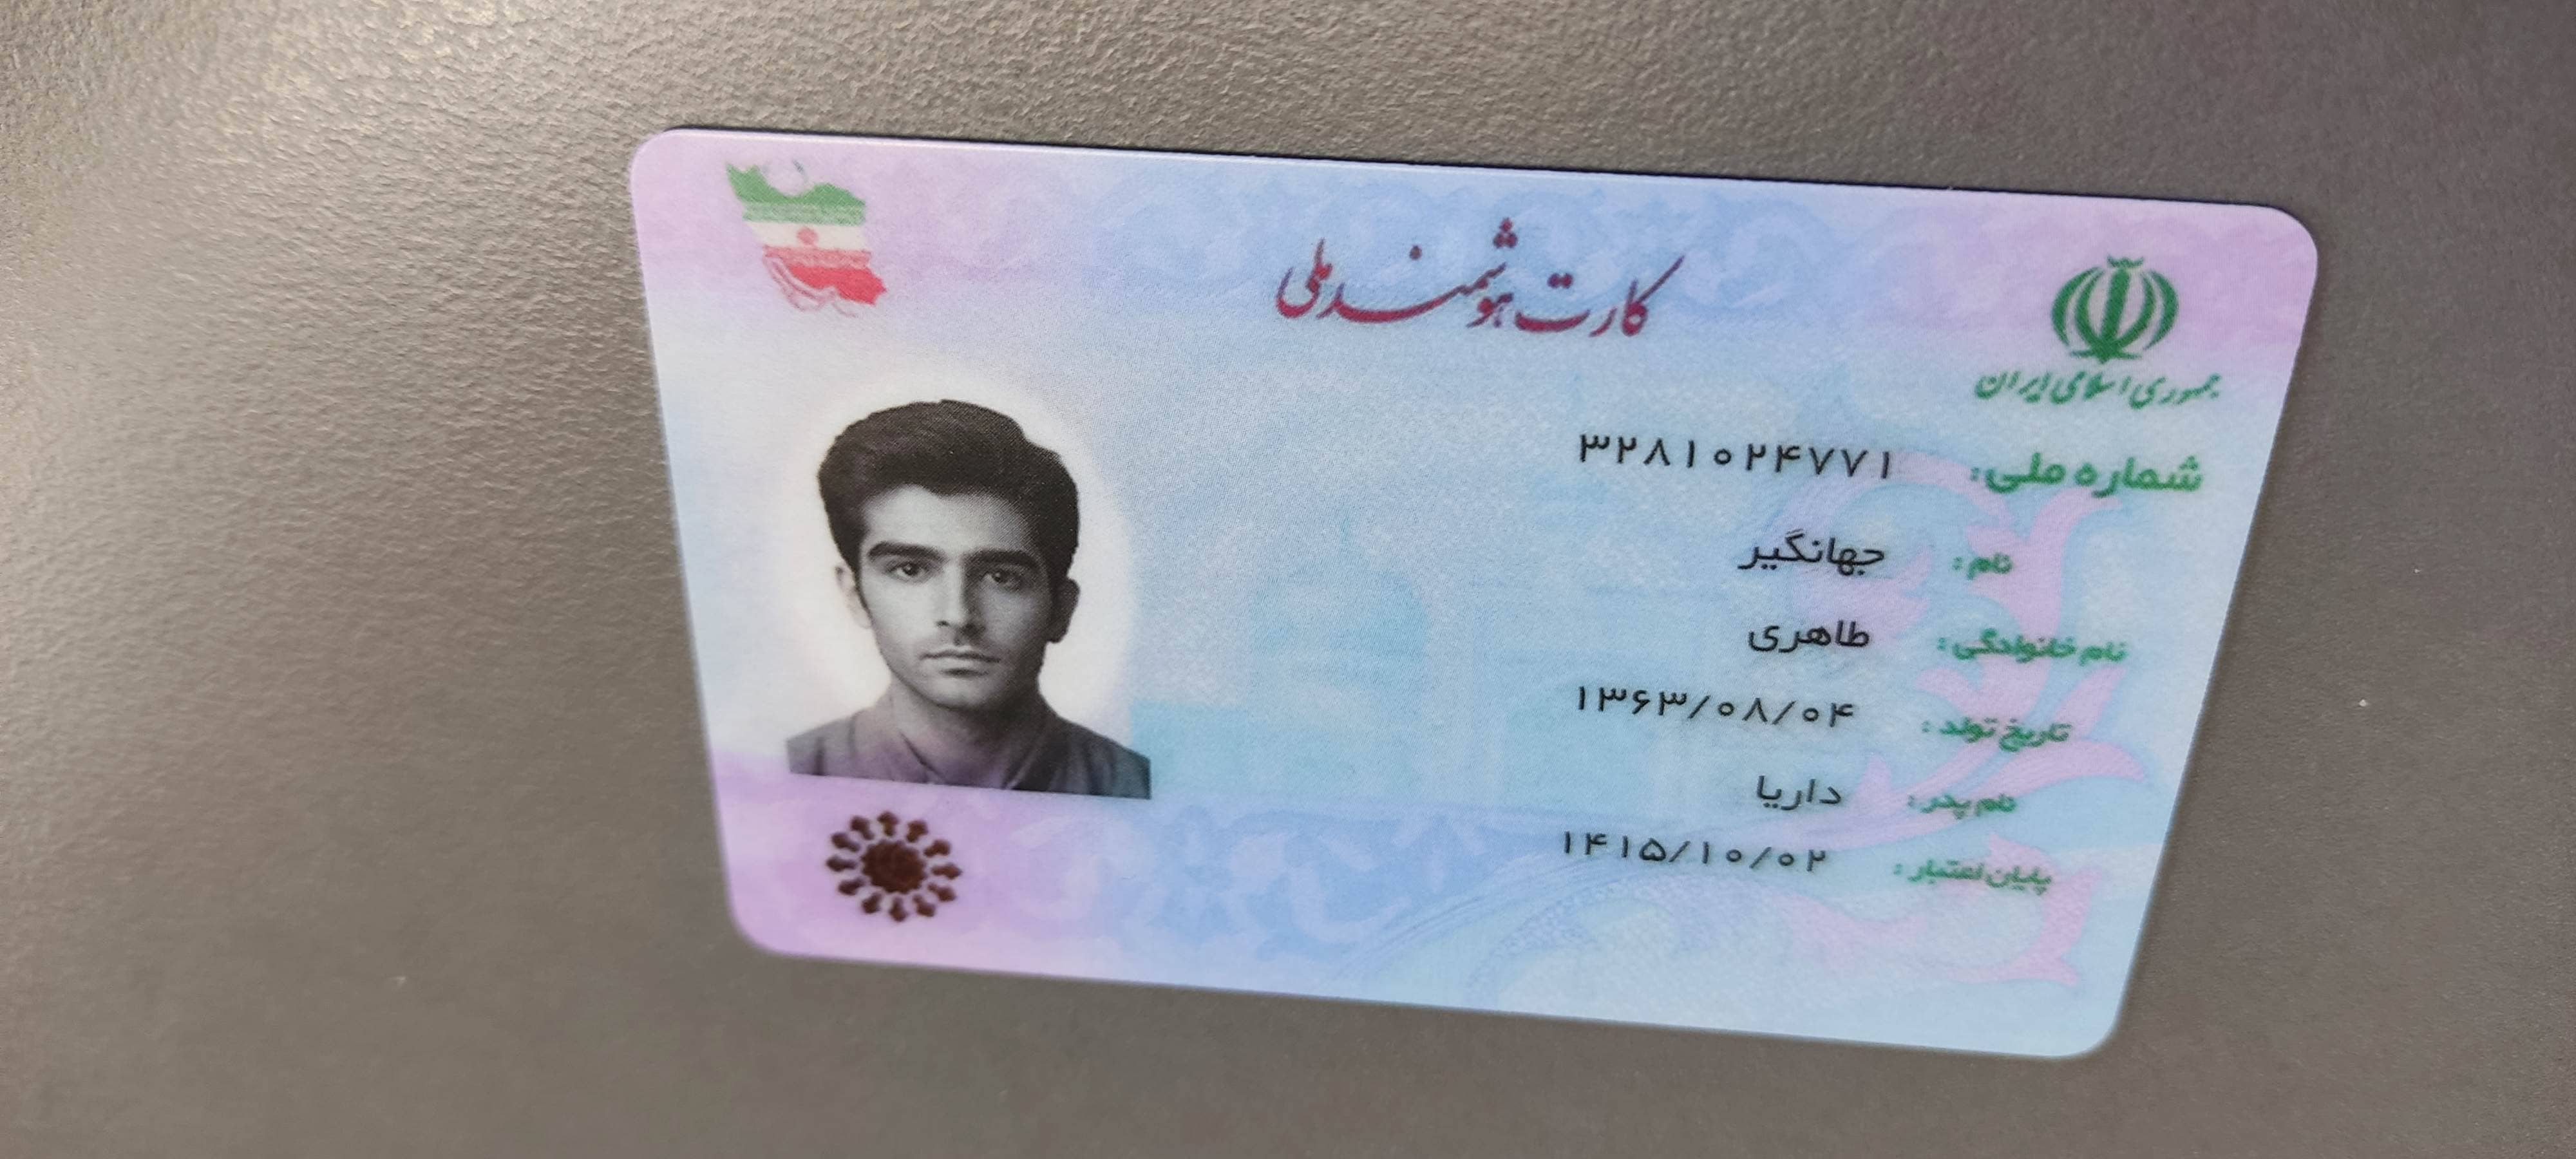 کارت هوشمند ملی
جمهوری اسلامی ایران
شماره ملی: ۳۲۸۱۰۲۴۷۷۱
نام: جهانگیر
نام خانوادگی: طاهری
تاریخ تولد: ۱۳۶۳/۰۸/۰۴
نام پدر: داریا
پایان اعتبار: ۱۴۱۵/۱۰/۰۲